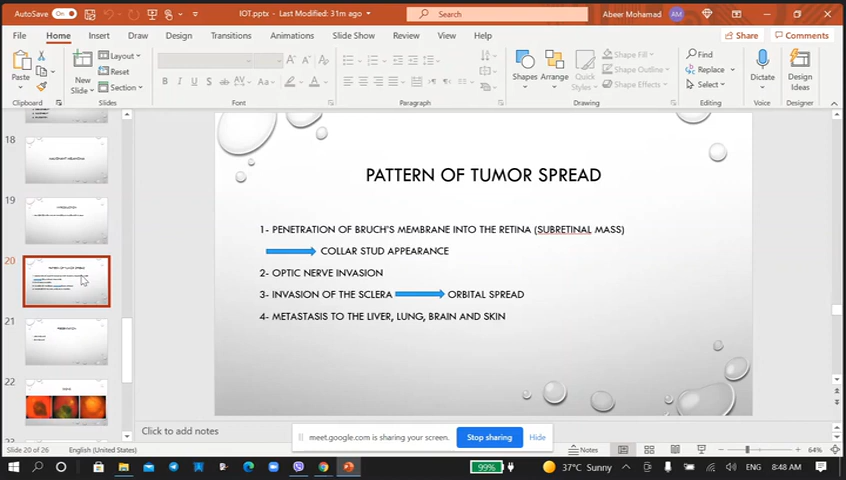 AutoSave On
IOT.pptx - Last Modified: 31m ago
Search
Abeer Mohamad AM
File Home Insert Draw Design Transitions Animations Slide Show Review View Help
Share Comments
Paste
New Slide
Layout
Reset
Section
Shapes
Arrange
Quick Styles
Shape Fill
Shape Outline
Shape Effects
Find
Replace
Select
Dictate
Design Ideas
Clipboard Slides Font Paragraph Drawing Editing Voice Designer
18
19
20
21
22
PATTERN OF TUMOR SPREAD
1- PENETRATION OF BRUCH'S MEMBRANE INTO THE RETINA (SUBRETINAL MASS)
COLLAR STUD APPEARANCE
2- OPTIC NERVE INVASION
3- INVASION OF THE SCLERA ORBITAL SPREAD
4- METASTASIS TO THE LIVER, LUNG, BRAIN AND SKIN
Click to add notes
meet.google.com is sharing your screen. Stop sharing Hide
Slide 20 of 26 English (United States) Notes 64%
99% 37°C Sunny ENG 8:48 AM